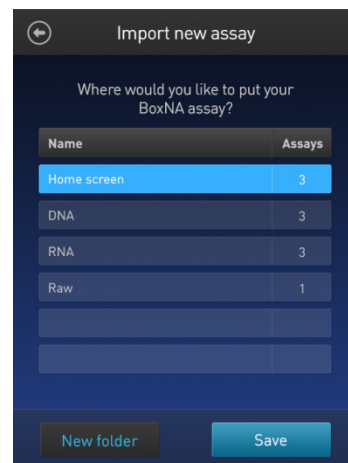 Import new assay
Where would you like to put your
BoxNA assay?
Name Assays
Home screen 3
DNA 3
RNA 3
Raw 1
New folder Save